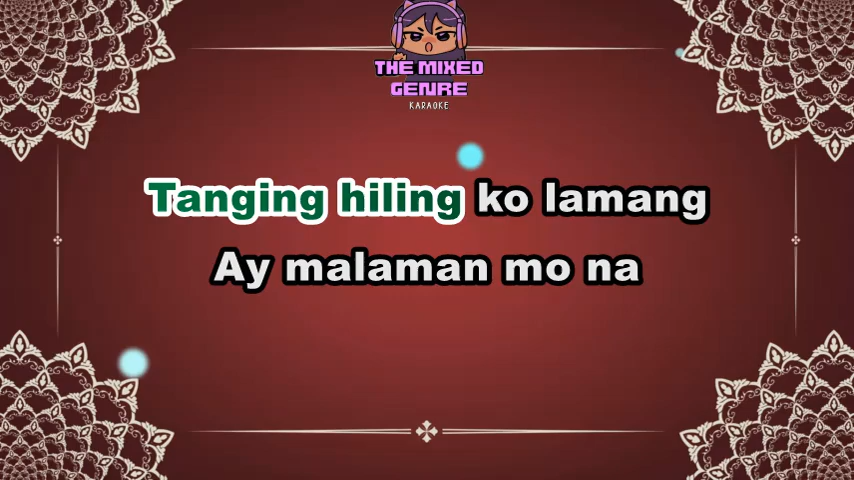 THE MIXED
GENRE
KARAOKE
Tanging hiling ko lamang
Ay malaman mo na